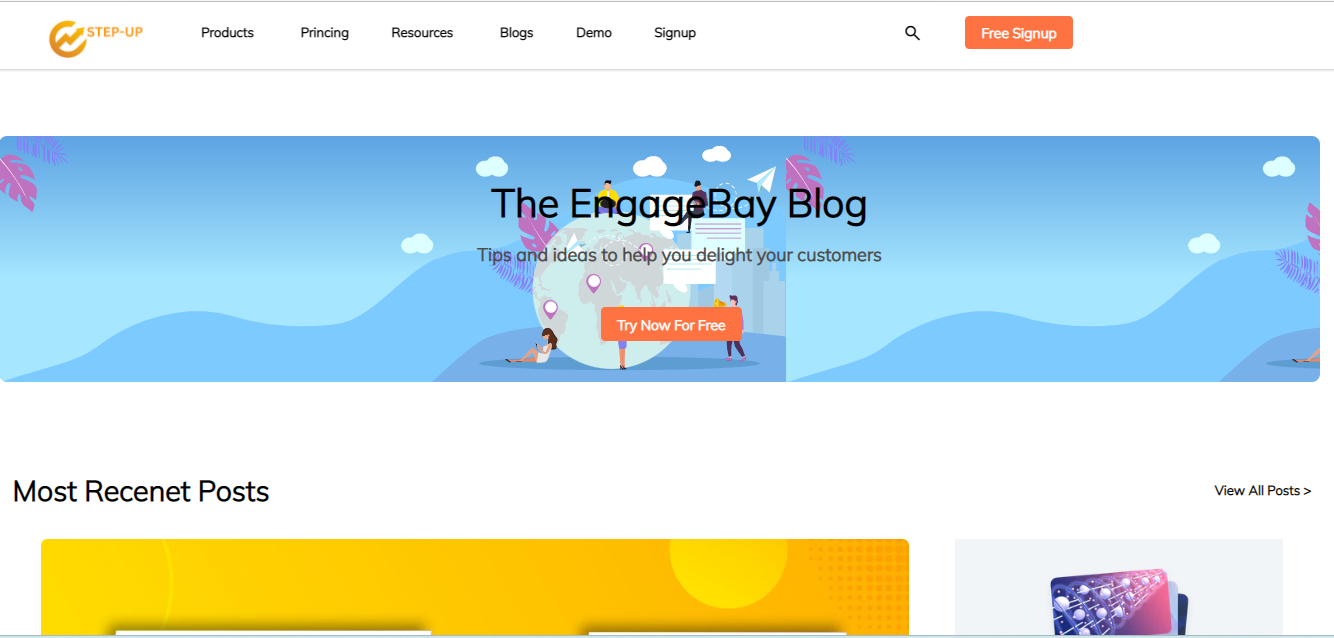 STEP-UP
Products Princing Resources Blogs Demo Signup
Free Signup
The EngageBay Blog
Tips and ideas to help you delight your customers
Try Now For Free
Most Recenet Posts
View All Posts >